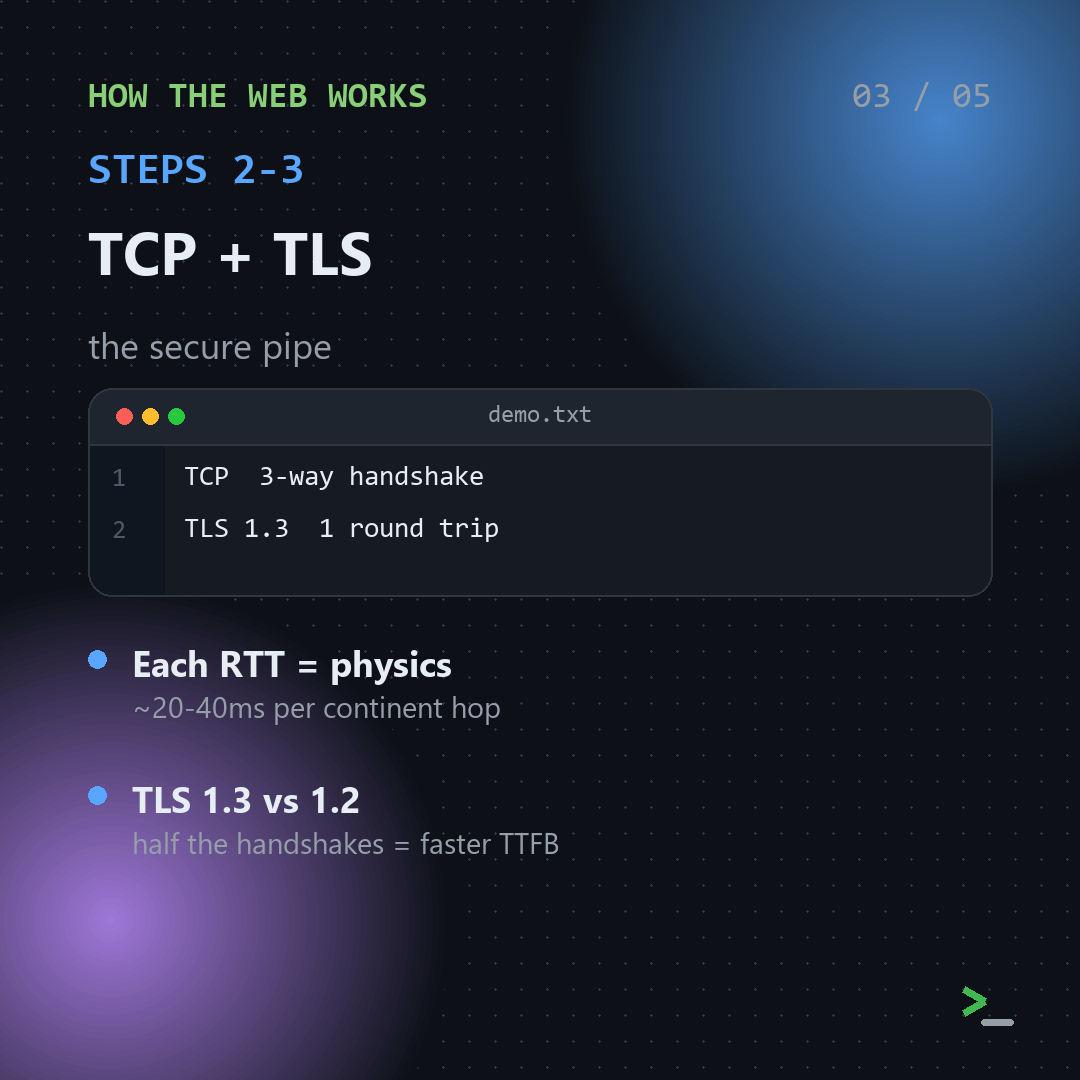 HOW THE WEB WORKS
03 / 05
STEPS 2-3
TCP + TLS
the secure pipe
demo.txt
1 TCP  3-way handshake
2 TLS 1.3  1 round trip
Each RTT = physics
~20-40ms per continent hop
TLS 1.3 vs 1.2
half the handshakes = faster TTFB
>_